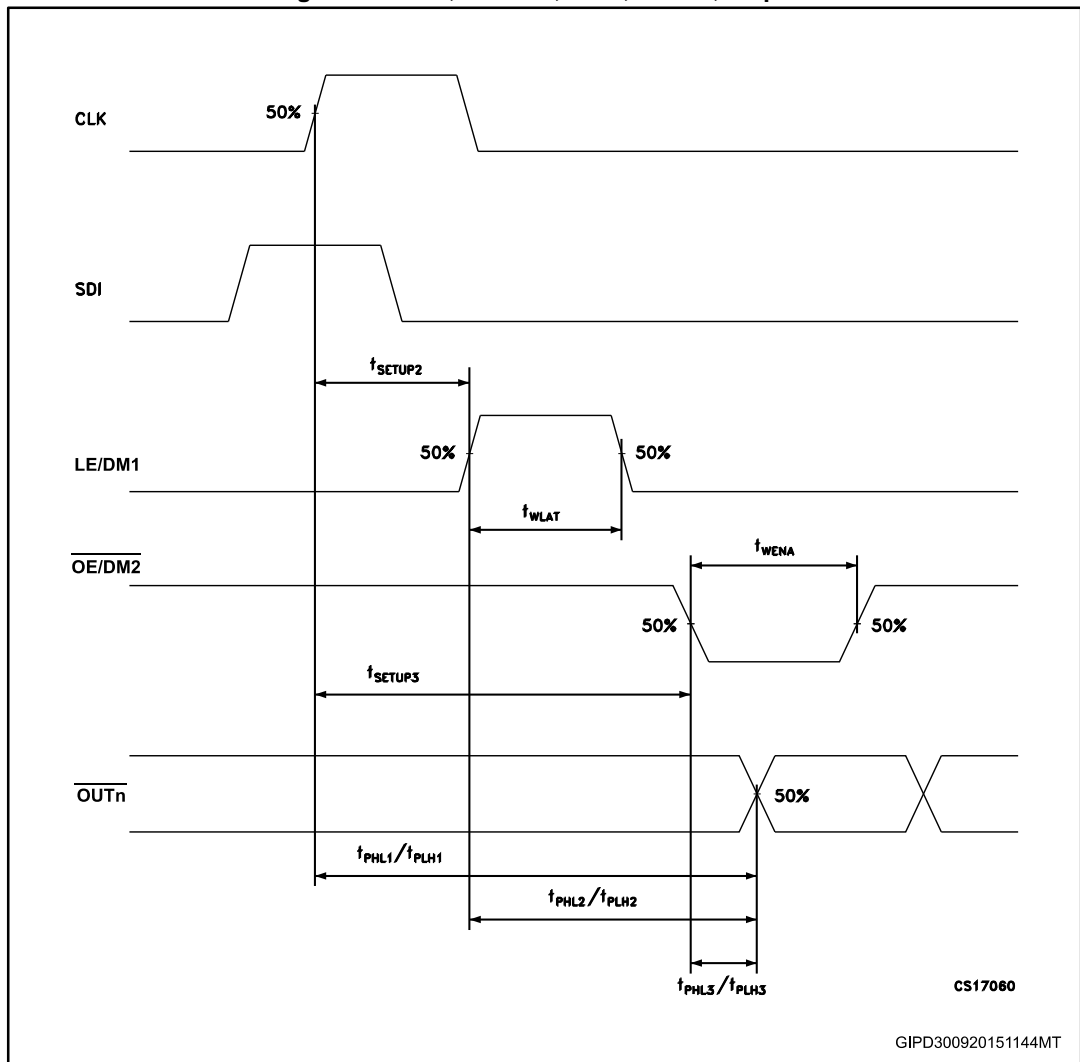 50%
CLK
SDI
tSETUP2
50%
50%
LE/DM1
tWLAT
OE/DM2
tWENA
50%
50%
tSETUP3
OUTn
50%
tPHL1/tPLH1
tPHL2/tPLH2
tPHL3/tPLH3
CS17060
GIPD300920151144MT